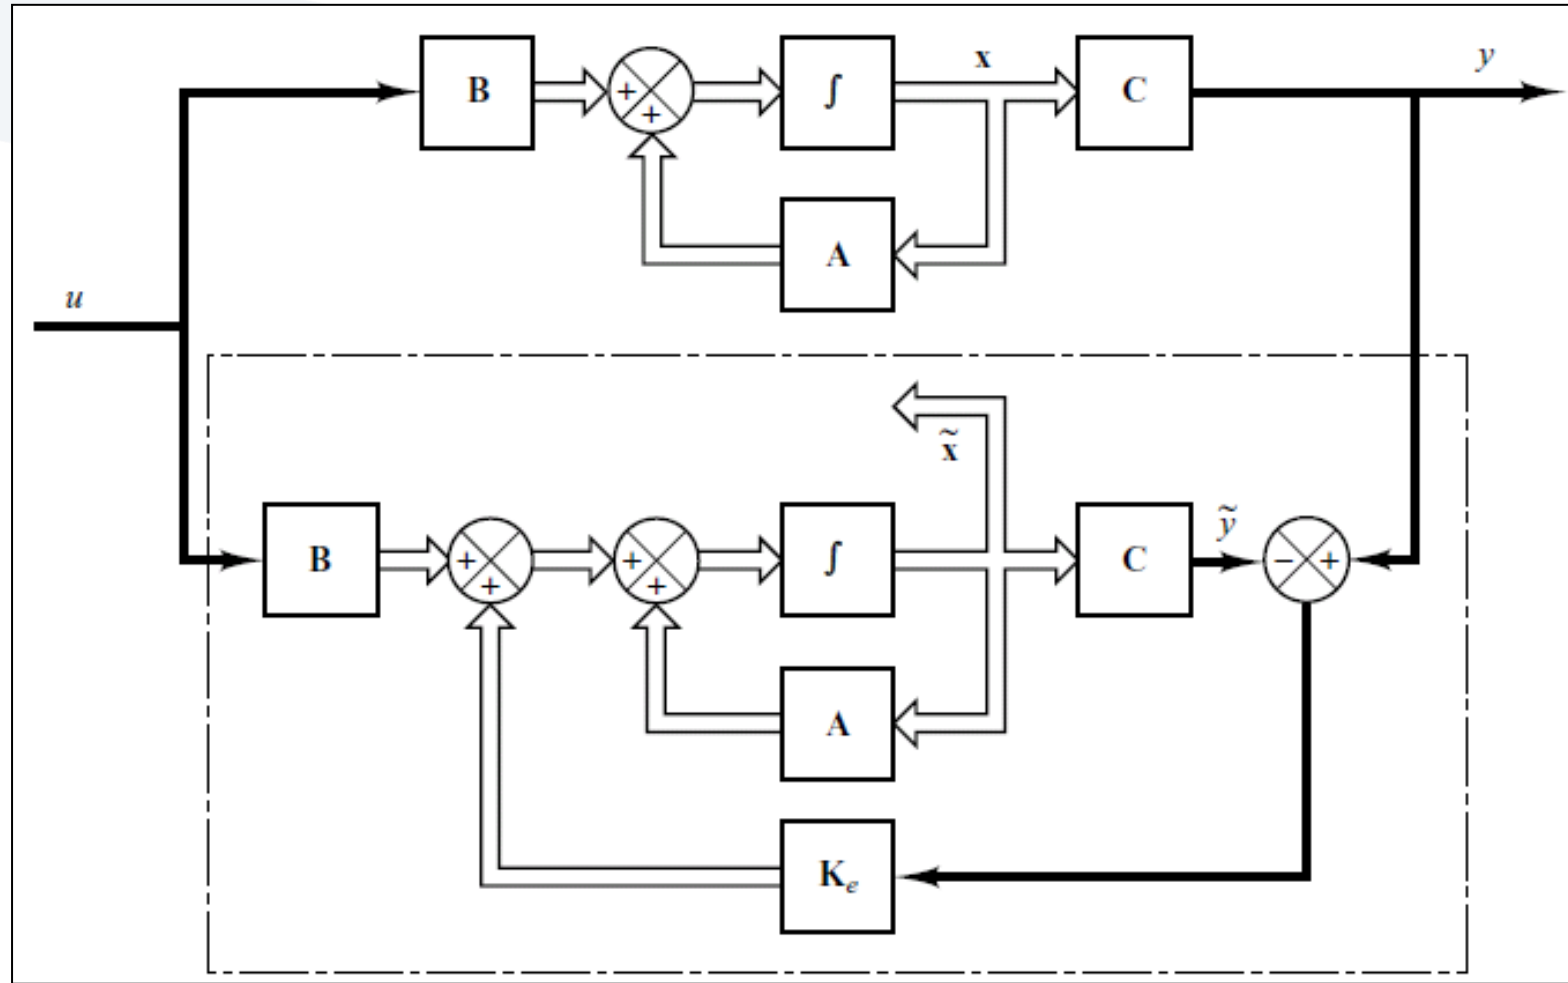 x
y
B
+
+
∫
C
A
u
x̃
ỹ
B
+
+
+
+
∫
C
−
+
A
Kₑ